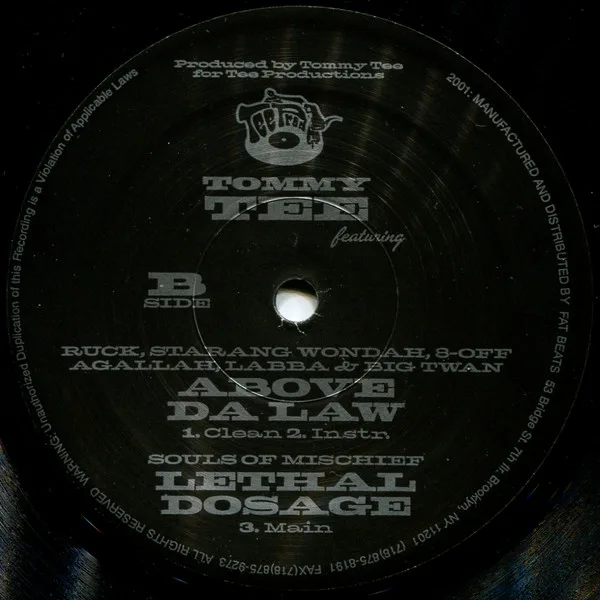 Produced by Tommy Tee
for Tee Productions
TEE
TOMMY
TEE
featuring
B
SIDE
RUCK, STARANG WONDAH, 8-OFF
AGALLAH, LABBA & BIG TWAN
ABOVE
DA LAW
1. Clean 2. Instr.
SOULS OF MISCHIEF
LETHAL
DOSAGE
3. Main
2001: MANUFACTURED AND DISTRIBUTED BY FAT BEATS 53 Bridge St. 7th fl. Brooklyn, NY 11201 (718)875-8191 FAX(718)875-9273 ALL RIGHTS RESERVED WARNING: Unauthorized Duplication of this Recording is a Violation of Applicable Laws